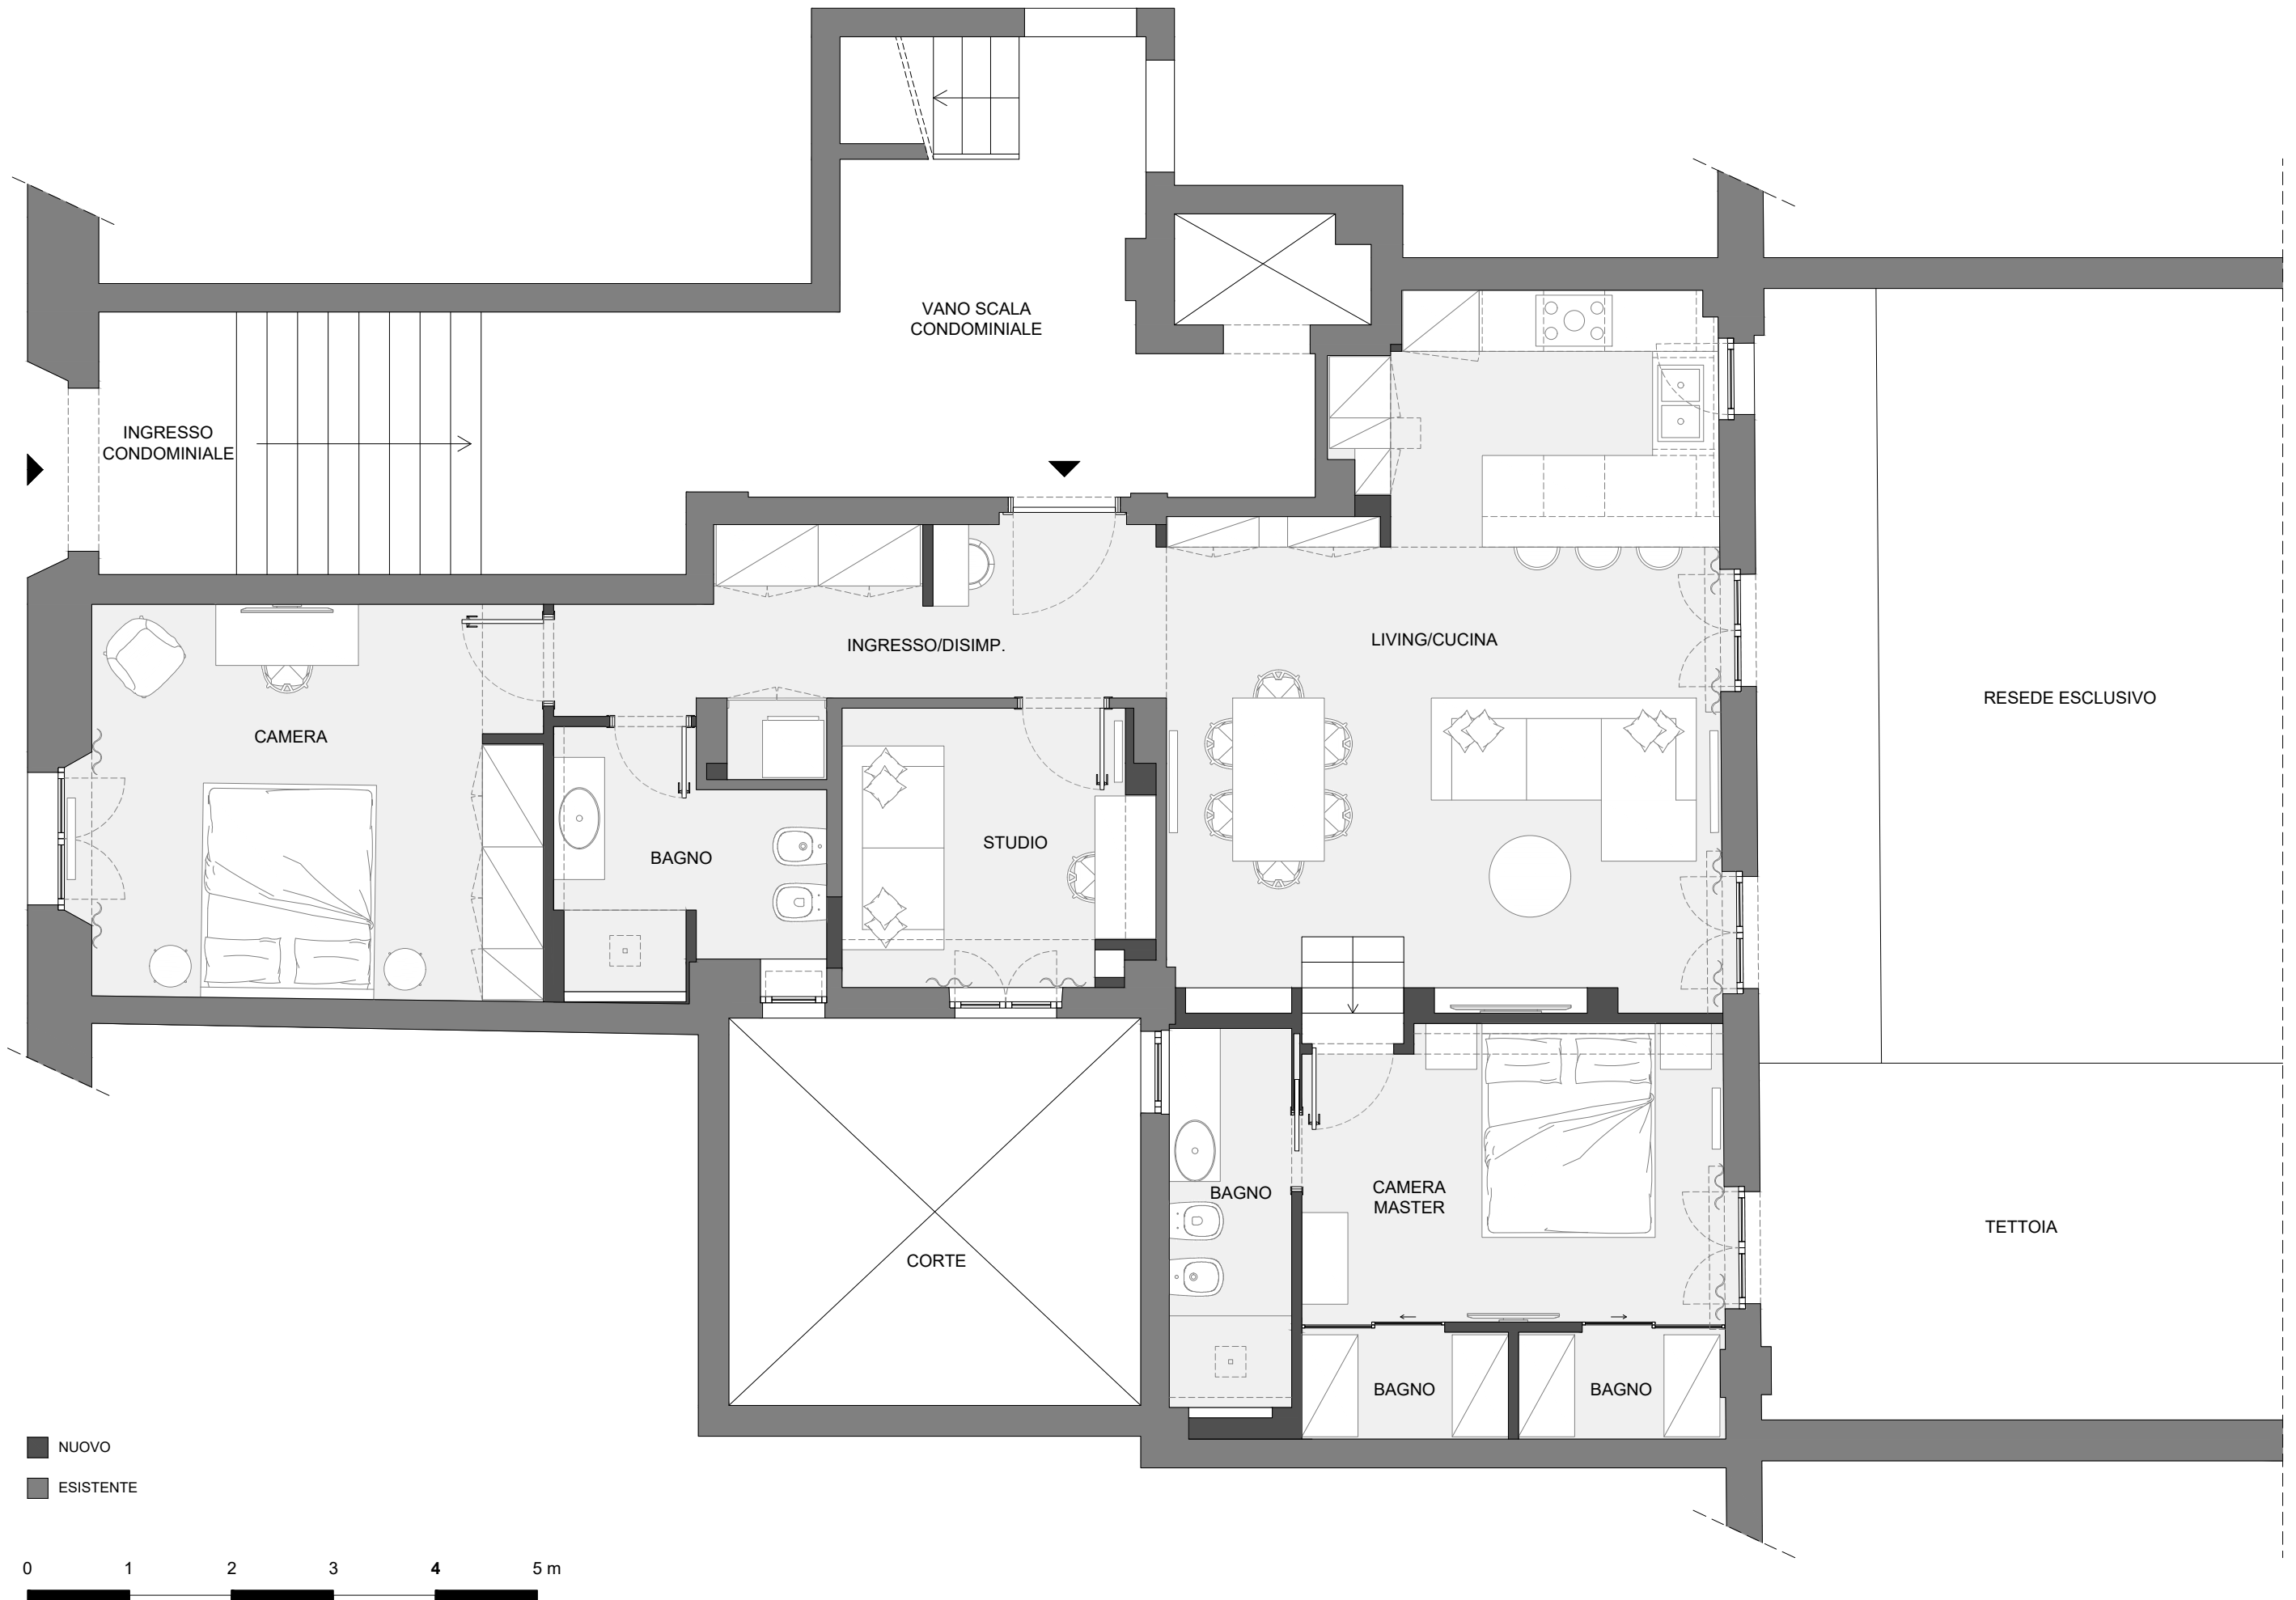 VANO SCALA
CONDOMINIALE
INGRESSO
CONDOMINIALE
INGRESSO/DISIMP.
LIVING/CUCINA
RESEDE ESCLUSIVO
CAMERA
STUDIO
BAGNO
BAGNO
CAMERA
MASTER
TETTOIA
CORTE
BAGNO
BAGNO
NUOVO
ESISTENTE
0 1 2 3 4 5 m